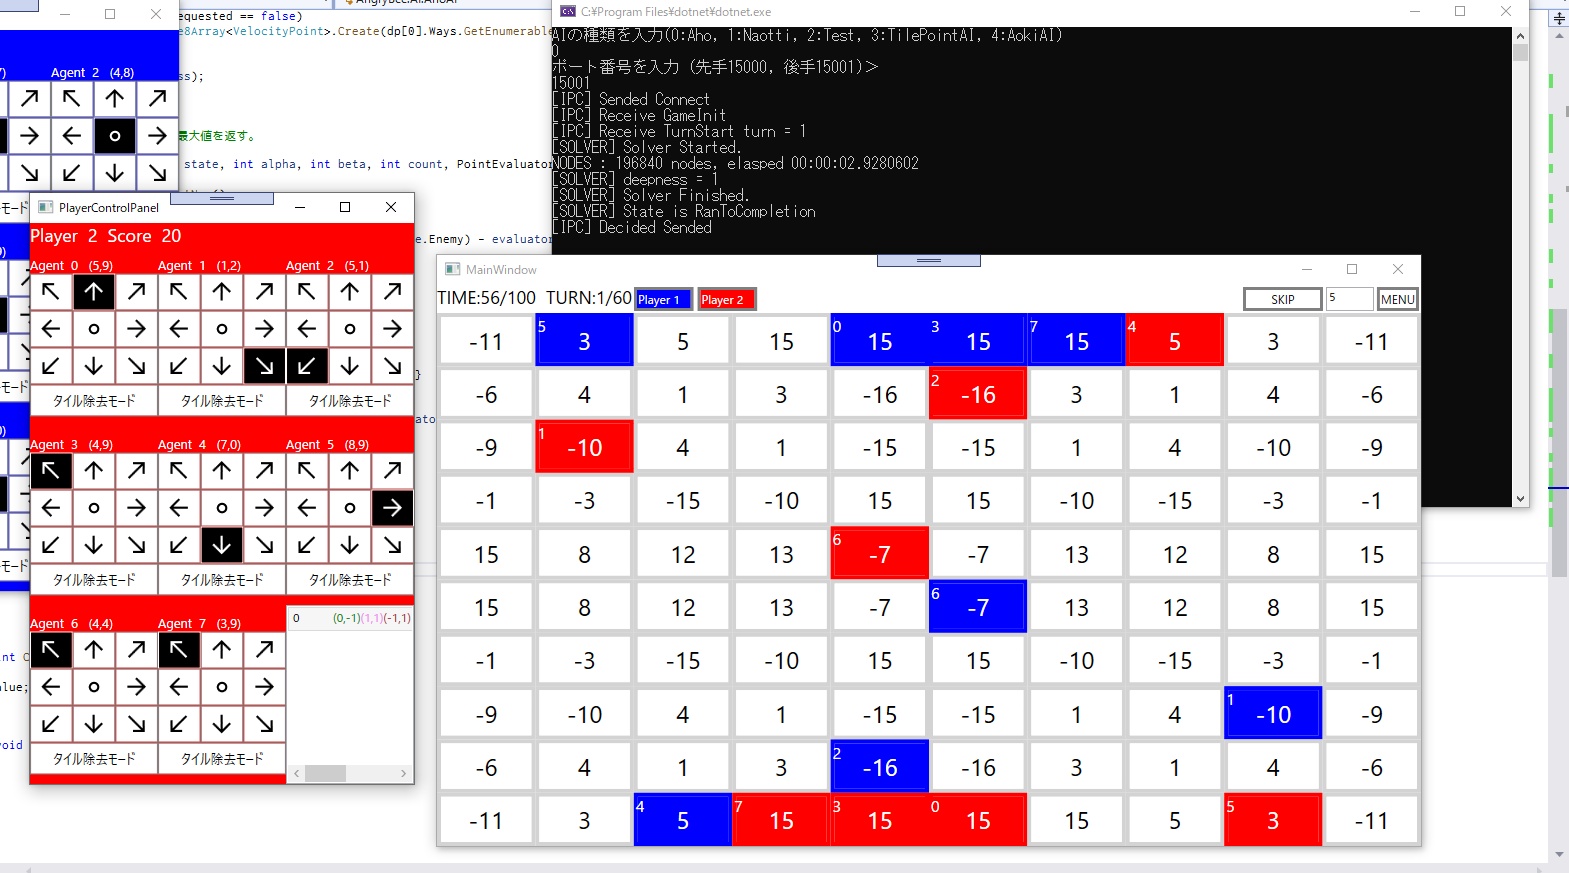 equested == false)
e8Array<VelocityPoint>.Create(dp[0].Ways.GetEnumerable
ss);
最大値を返す。
state, int alpha, int beta, int count, PointEvaluator
e.Enemy) - evaluator
}
ator
int C
alue;
void
Agent 2 (4,8)
↗ ↖ ↑ ↗
→ ← o →
↘ ↙ ↓ ↘
C:¥Program Files¥dotnet¥dotnet.exe
AIの種類を入力(0:Aho, 1:Naotti, 2:Test, 3:TilePointAI, 4:AokiAI)
0
ポート番号を入力 (先手15000, 後手15001)>
15001
[IPC] Sended Connect
[IPC] Receive GameInit
[IPC] Receive TurnStart turn = 1
[SOLVER] Solver Started.
NODES : 196840 nodes, elasped 00:00:02.9280602
[SOLVER] deepness = 1
[SOLVER] Solver Finished.
[SOLVER] State is RanToCompletion
[IPC] Decided Sended
PlayerControlPanel
Player 2 Score 20
Agent 0 (5,9) Agent 1 (1,2) Agent 2 (5,1)
↖ ↑ ↗ ↖ ↑ ↗ ↖ ↑ ↗
← o → ← o → ← o →
↙ ↓ ↘ ↙ ↓ ↘ ↙ ↓ ↘
タイル除去モード タイル除去モード タイル除去モード
Agent 3 (4,9) Agent 4 (7,0) Agent 5 (8,9)
↖ ↑ ↗ ↖ ↑ ↗ ↖ ↑ ↗
← o → ← o → ← o →
↙ ↓ ↘ ↙ ↓ ↘ ↙ ↓ ↘
タイル除去モード タイル除去モード タイル除去モード
Agent 6 (4,4) Agent 7 (3,9) 0 (0,-1)(1,1)(-1,1)
↖ ↑ ↗ ↖ ↑ ↗
← o → ← o →
↙ ↓ ↘ ↙ ↓ ↘
タイル除去モード タイル除去モード
MainWindow
TIME:56/100 TURN:1/60 Player 1 Player 2 SKIP 5 MENU
-11 5 3 5 15 0 15 3 15 7 15 4 5 3 -11
-6 4 1 3 -16 2 -16 3 1 4 -6
-9 1 -10 4 1 -15 -15 1 4 -10 -9
-1 -3 -15 -10 15 15 -10 -15 -3 -1
15 8 12 13 6 -7 -7 13 12 8 15
15 8 12 13 -7 6 -7 13 12 8 15
-1 -3 -15 -10 15 15 -10 -15 -3 -1
-9 -10 4 1 -15 -15 1 4 1 -10 -9
-6 4 1 3 2 -16 -16 3 1 4 -6
-11 3 4 5 7 15 3 15 0 15 15 5 5 3 -11